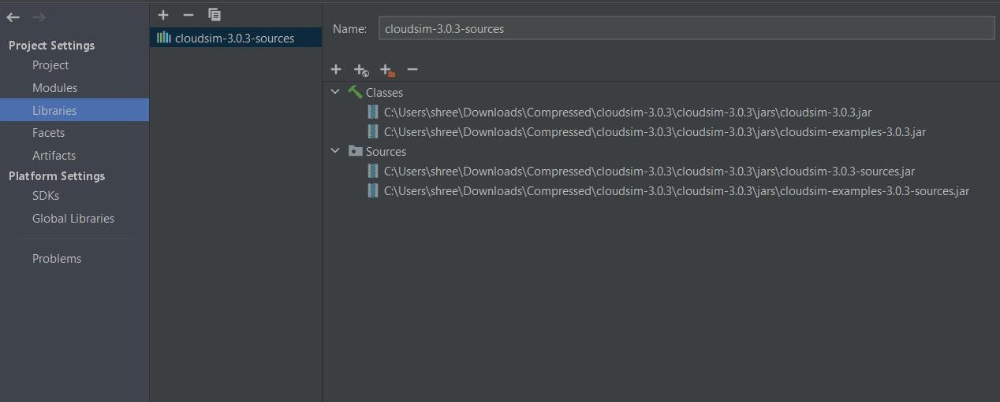 Project Settings
Project
Modules
Libraries
Facets
Artifacts
Platform Settings
SDKs
Global Libraries
Problems
cloudsim-3.0.3-sources
Name: cloudsim-3.0.3-sources
Classes
C:\Users\shree\Downloads\Compressed\cloudsim-3.0.3\cloudsim-3.0.3\jars\cloudsim-3.0.3.jar
C:\Users\shree\Downloads\Compressed\cloudsim-3.0.3\cloudsim-3.0.3\jars\cloudsim-examples-3.0.3.jar
Sources
C:\Users\shree\Downloads\Compressed\cloudsim-3.0.3\cloudsim-3.0.3\jars\cloudsim-3.0.3-sources.jar
C:\Users\shree\Downloads\Compressed\cloudsim-3.0.3\cloudsim-3.0.3\jars\cloudsim-examples-3.0.3-sources.jar